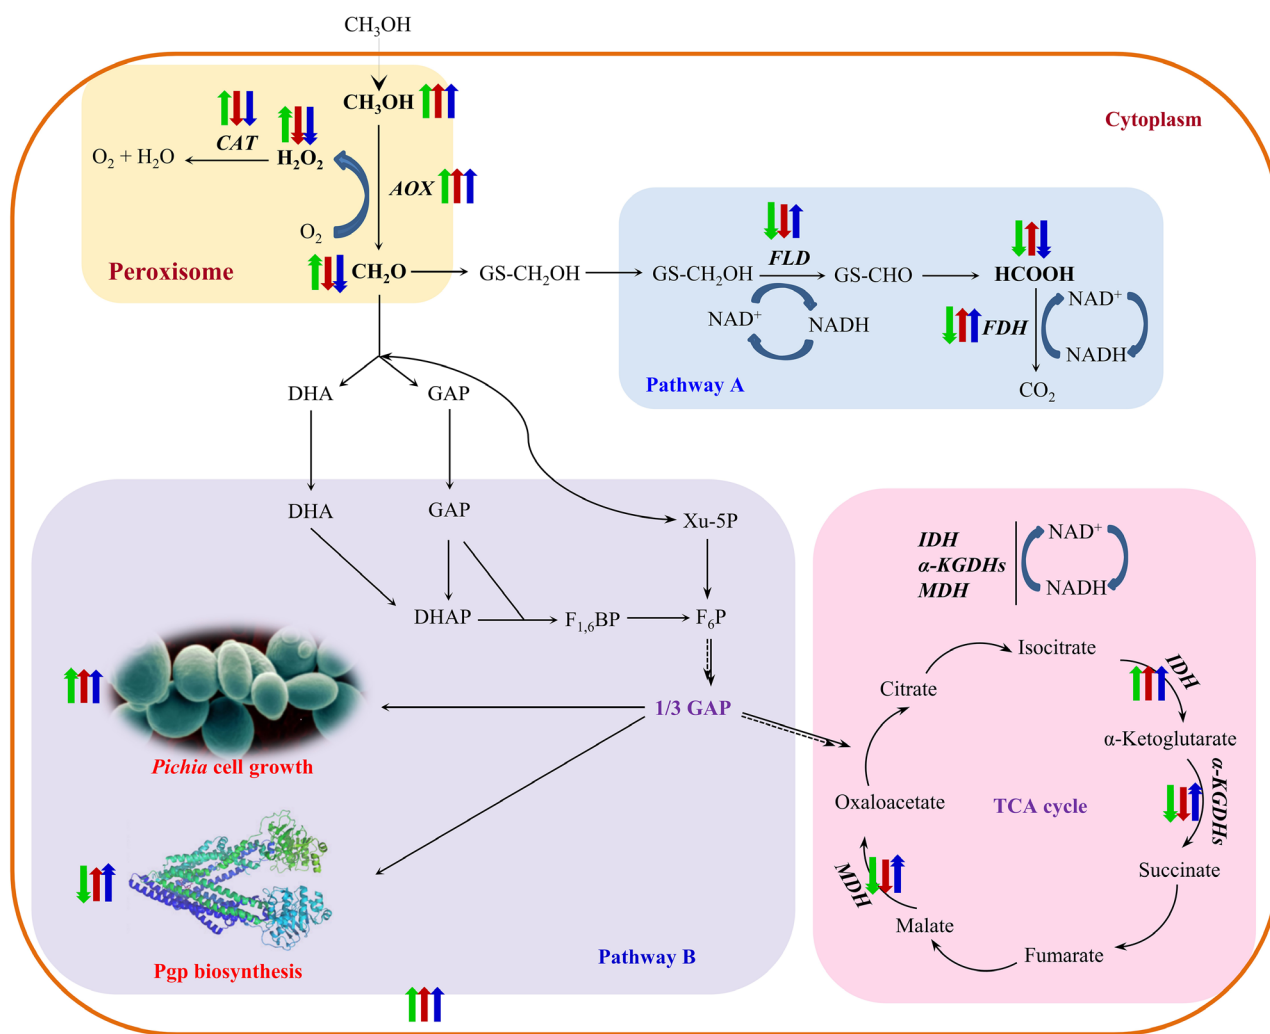 CH₃OH
Cytoplasm
CH₃OH
CAT
O₂ + H₂O
H₂O₂
AOX
O₂
Peroxisome
CH₂O
GS-CH₂OH
GS-CH₂OH
FLD
GS-CHO
HCOOH
NAD⁺
NADH
FDH
NAD⁺
NADH
CO₂
Pathway A
DHA
GAP
DHA
GAP
Xu-5P
DHAP
F₁,₆BP
F₆P
1/3 GAP
Pichia cell growth
Pgp biosynthesis
Pathway B
IDH
α-KGDHs
MDH
NAD⁺
NADH
Isocitrate
IDH
Citrate
α-Ketoglutarate
α-KGDHs
Oxaloacetate
TCA cycle
Succinate
MDH
Malate
Fumarate